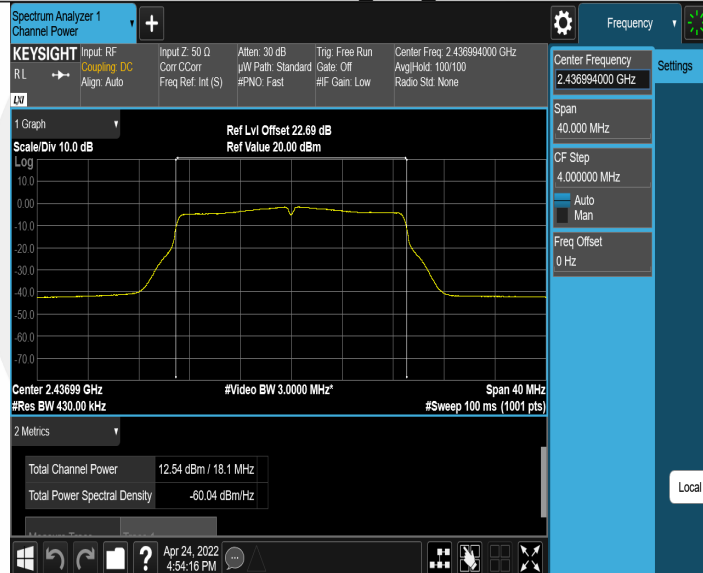 Spectrum Analyzer 1
Channel Power
Frequency
KEYSIGHT
RL
LXI
Input: RF
Coupling: DC
Align: Auto
Input Z: 50 Ω
Corr CCorr
Freq Ref: Int (S)
Atten: 30 dB
µW Path: Standard
#PNO: Fast
Trig: Free Run
Gate: Off
#IF Gain: Low
Center Freq: 2.436994000 GHz
Avg|Hold: 100/100
Radio Std: None
Center Frequency
2.436994000 GHz
Settings
Span
40.000 MHz
CF Step
4.000000 MHz
Auto
Man
Freq Offset
0 Hz
Local
1 Graph
Scale/Div 10.0 dB
Ref Lvl Offset 22.69 dB
Ref Value 20.00 dBm
Log
10.0
0.00
-10.0
-20.0
-30.0
-40.0
-50.0
-60.0
-70.0
Center 2.43699 GHz
#Video BW 3.0000 MHz*
Span 40 MHz
#Res BW 430.00 kHz
#Sweep 100 ms (1001 pts)
2 Metrics
Total Channel Power 12.54 dBm / 18.1 MHz
Total Power Spectral Density -60.04 dBm/Hz
Apr 24, 2022
4:54:16 PM